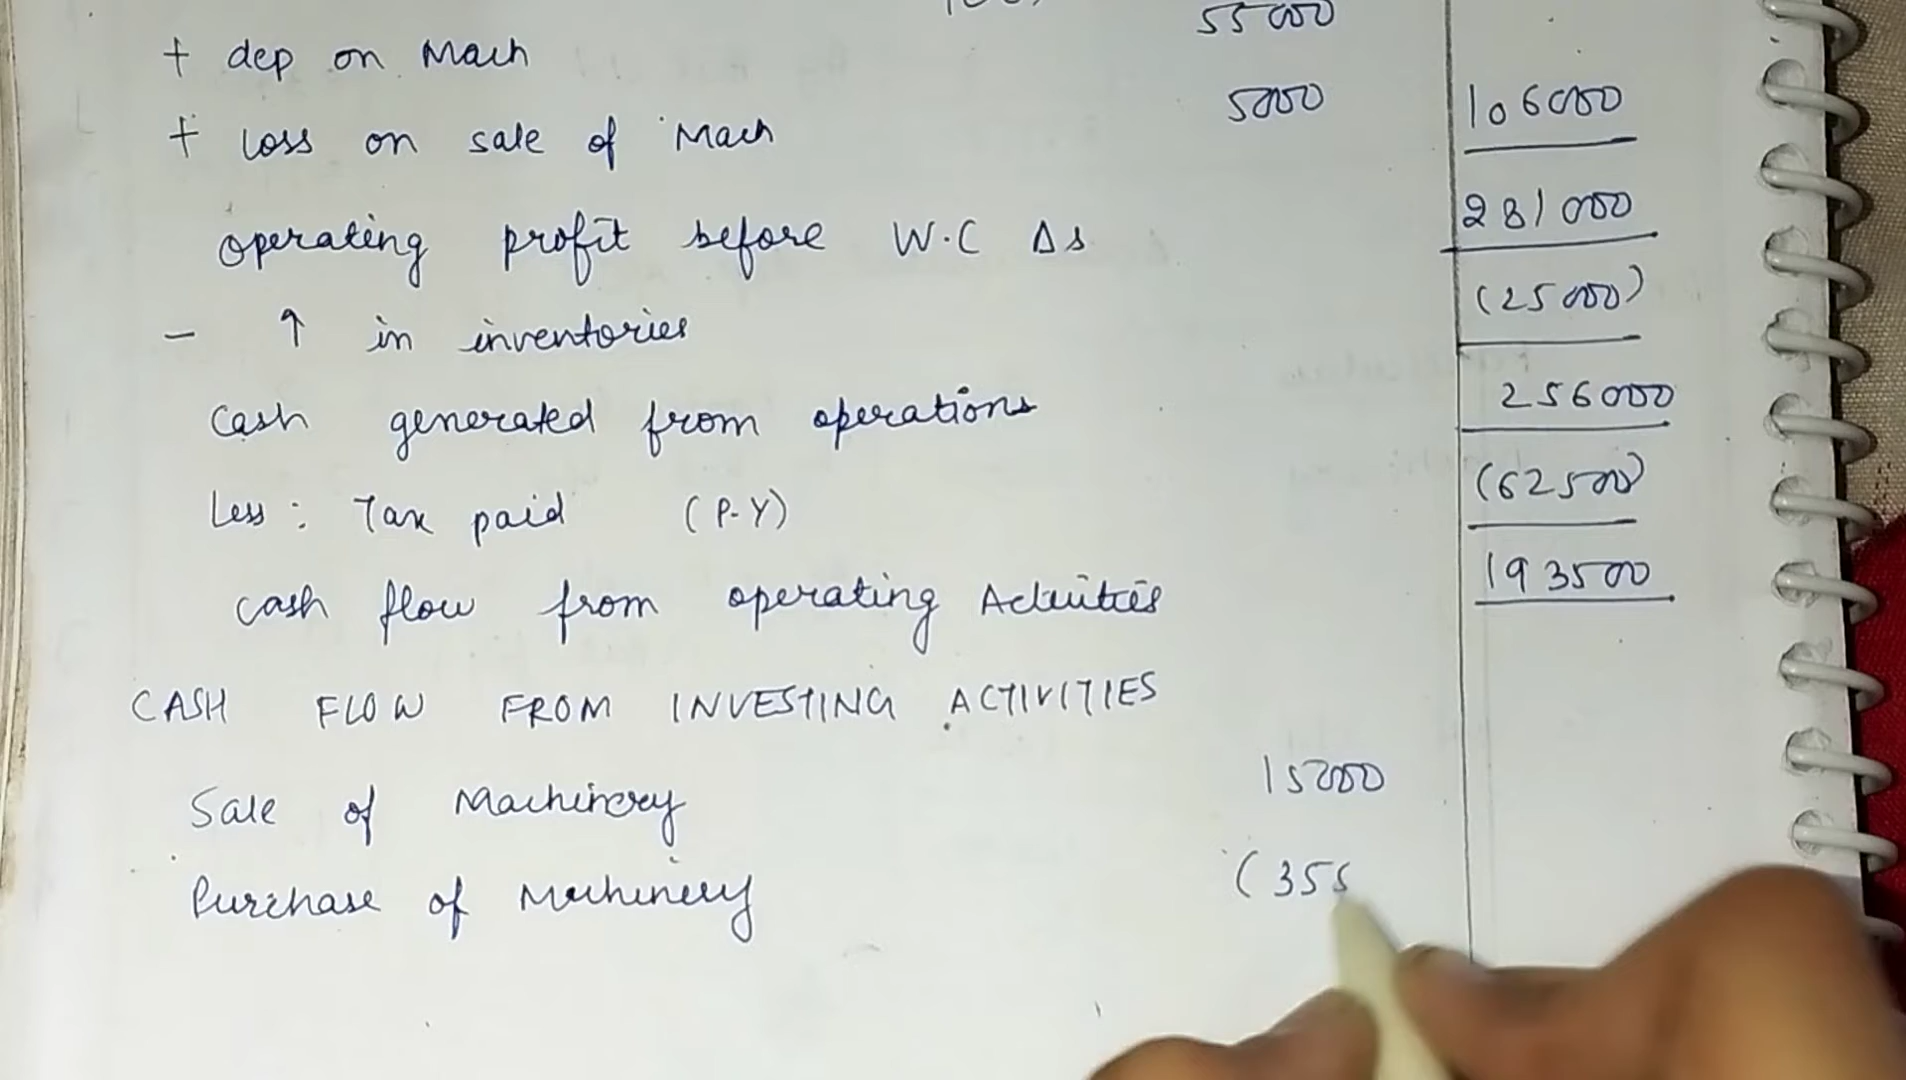 55000
+ dep on Mach
5000 106000
+ Loss on sale of Mach
281000
operating profit before W.C Δs
(25000)
- ↑ in inventories
256000
Cash generated from operations
(62500)
Less : Tax paid (P-Y)
193500
cash flow from operating Activities
CASH FLOW FROM INVESTING ACTIVITIES
15000
Sale of Machinery
(355
Purchase of Machinery